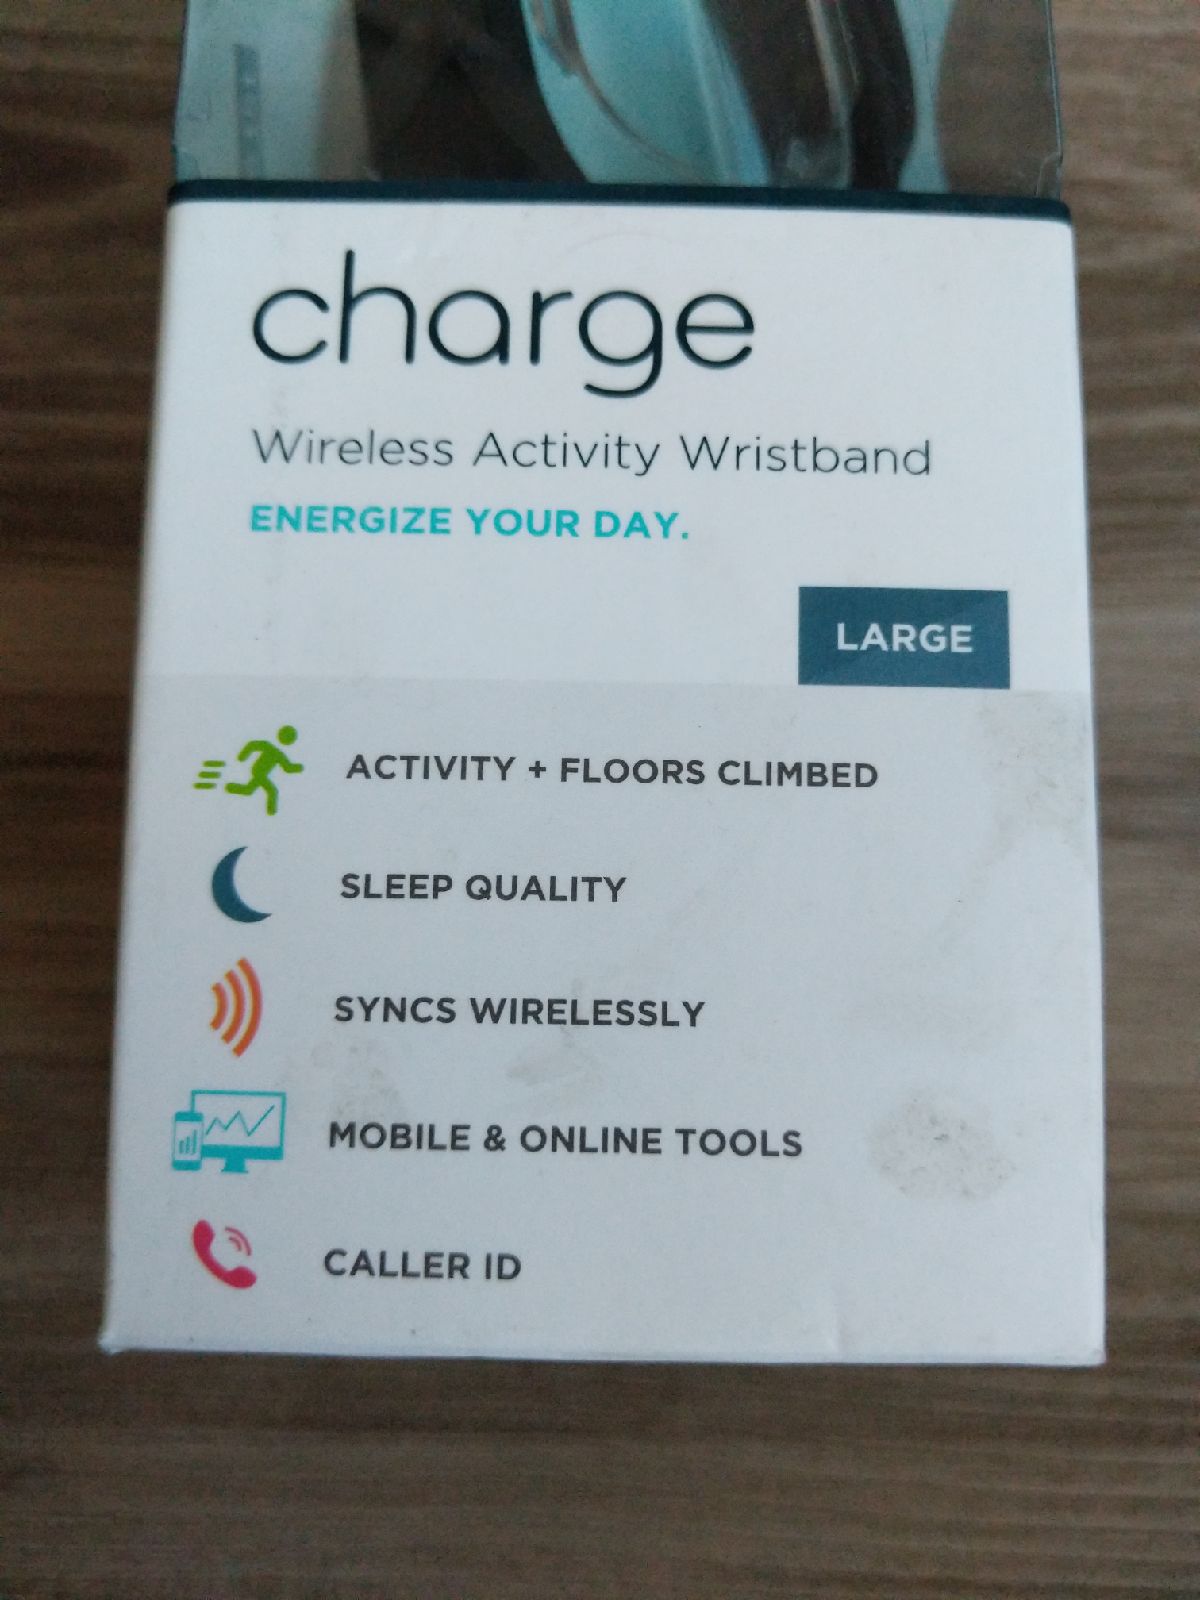 charge
Wireless Activity Wristband
ENERGIZE YOUR DAY.
LARGE
ACTIVITY + FLOORS CLIMBED
SLEEP QUALITY
SYNCS WIRELESSLY
MOBILE & ONLINE TOOLS
CALLER ID